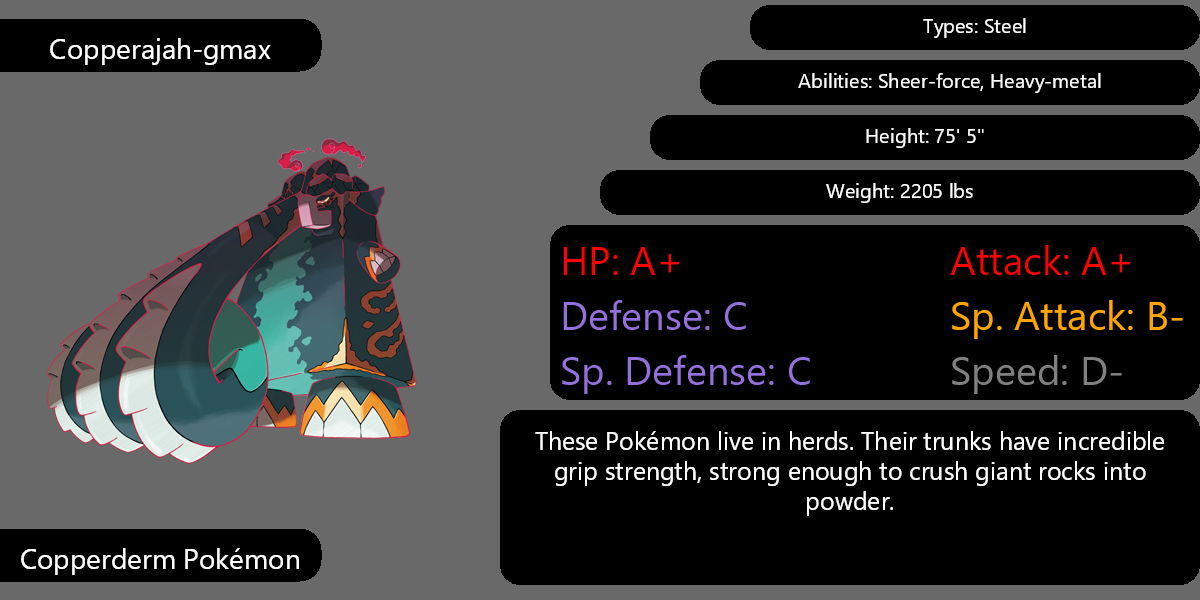 Copperajah-gmax
Types: Steel
Abilities: Sheer-force, Heavy-metal
Height: 75' 5"
Weight: 2205 lbs
HP: A+
Attack: A+
Defense: C
Sp. Attack: B-
Sp. Defense: C
Speed: D-
These Pokémon live in herds. Their trunks have incredible
grip strength, strong enough to crush giant rocks into
powder.
Copperderm Pokémon